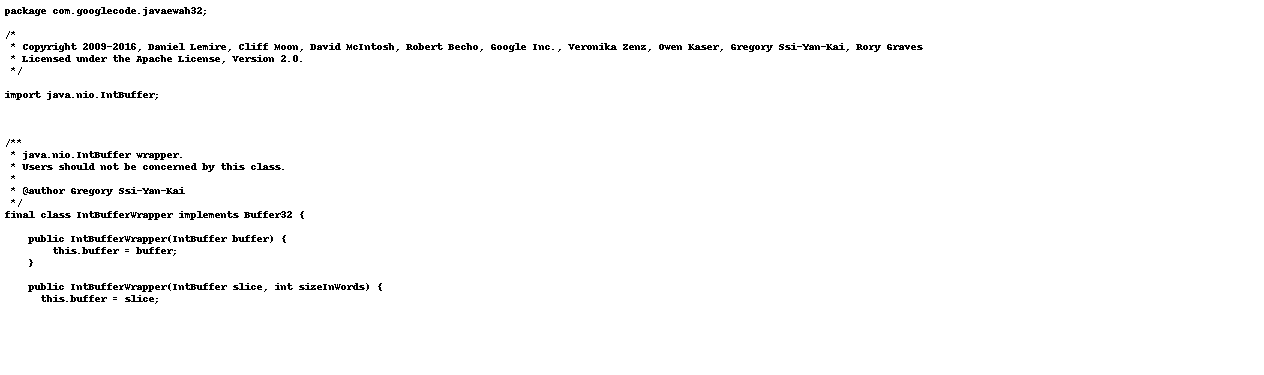 package com.googlecode.javaewah32;

/*
 * Copyright 2009-2016, Daniel Lemire, Cliff Moon, David McIntosh, Robert Becho, Google Inc., Veronika Zenz, Owen Kaser, Gregory Ssi-Yan-Kai, Rory Graves
 * Licensed under the Apache License, Version 2.0.
 */

import java.nio.IntBuffer;



/**
 * java.nio.IntBuffer wrapper.
 * Users should not be concerned by this class.
 *
 * @author Gregory Ssi-Yan-Kai
 */
final class IntBufferWrapper implements Buffer32 {

    public IntBufferWrapper(IntBuffer buffer) {
        this.buffer = buffer;
    }

    public IntBufferWrapper(IntBuffer slice, int sizeInWords) {
      this.buffer = slice;